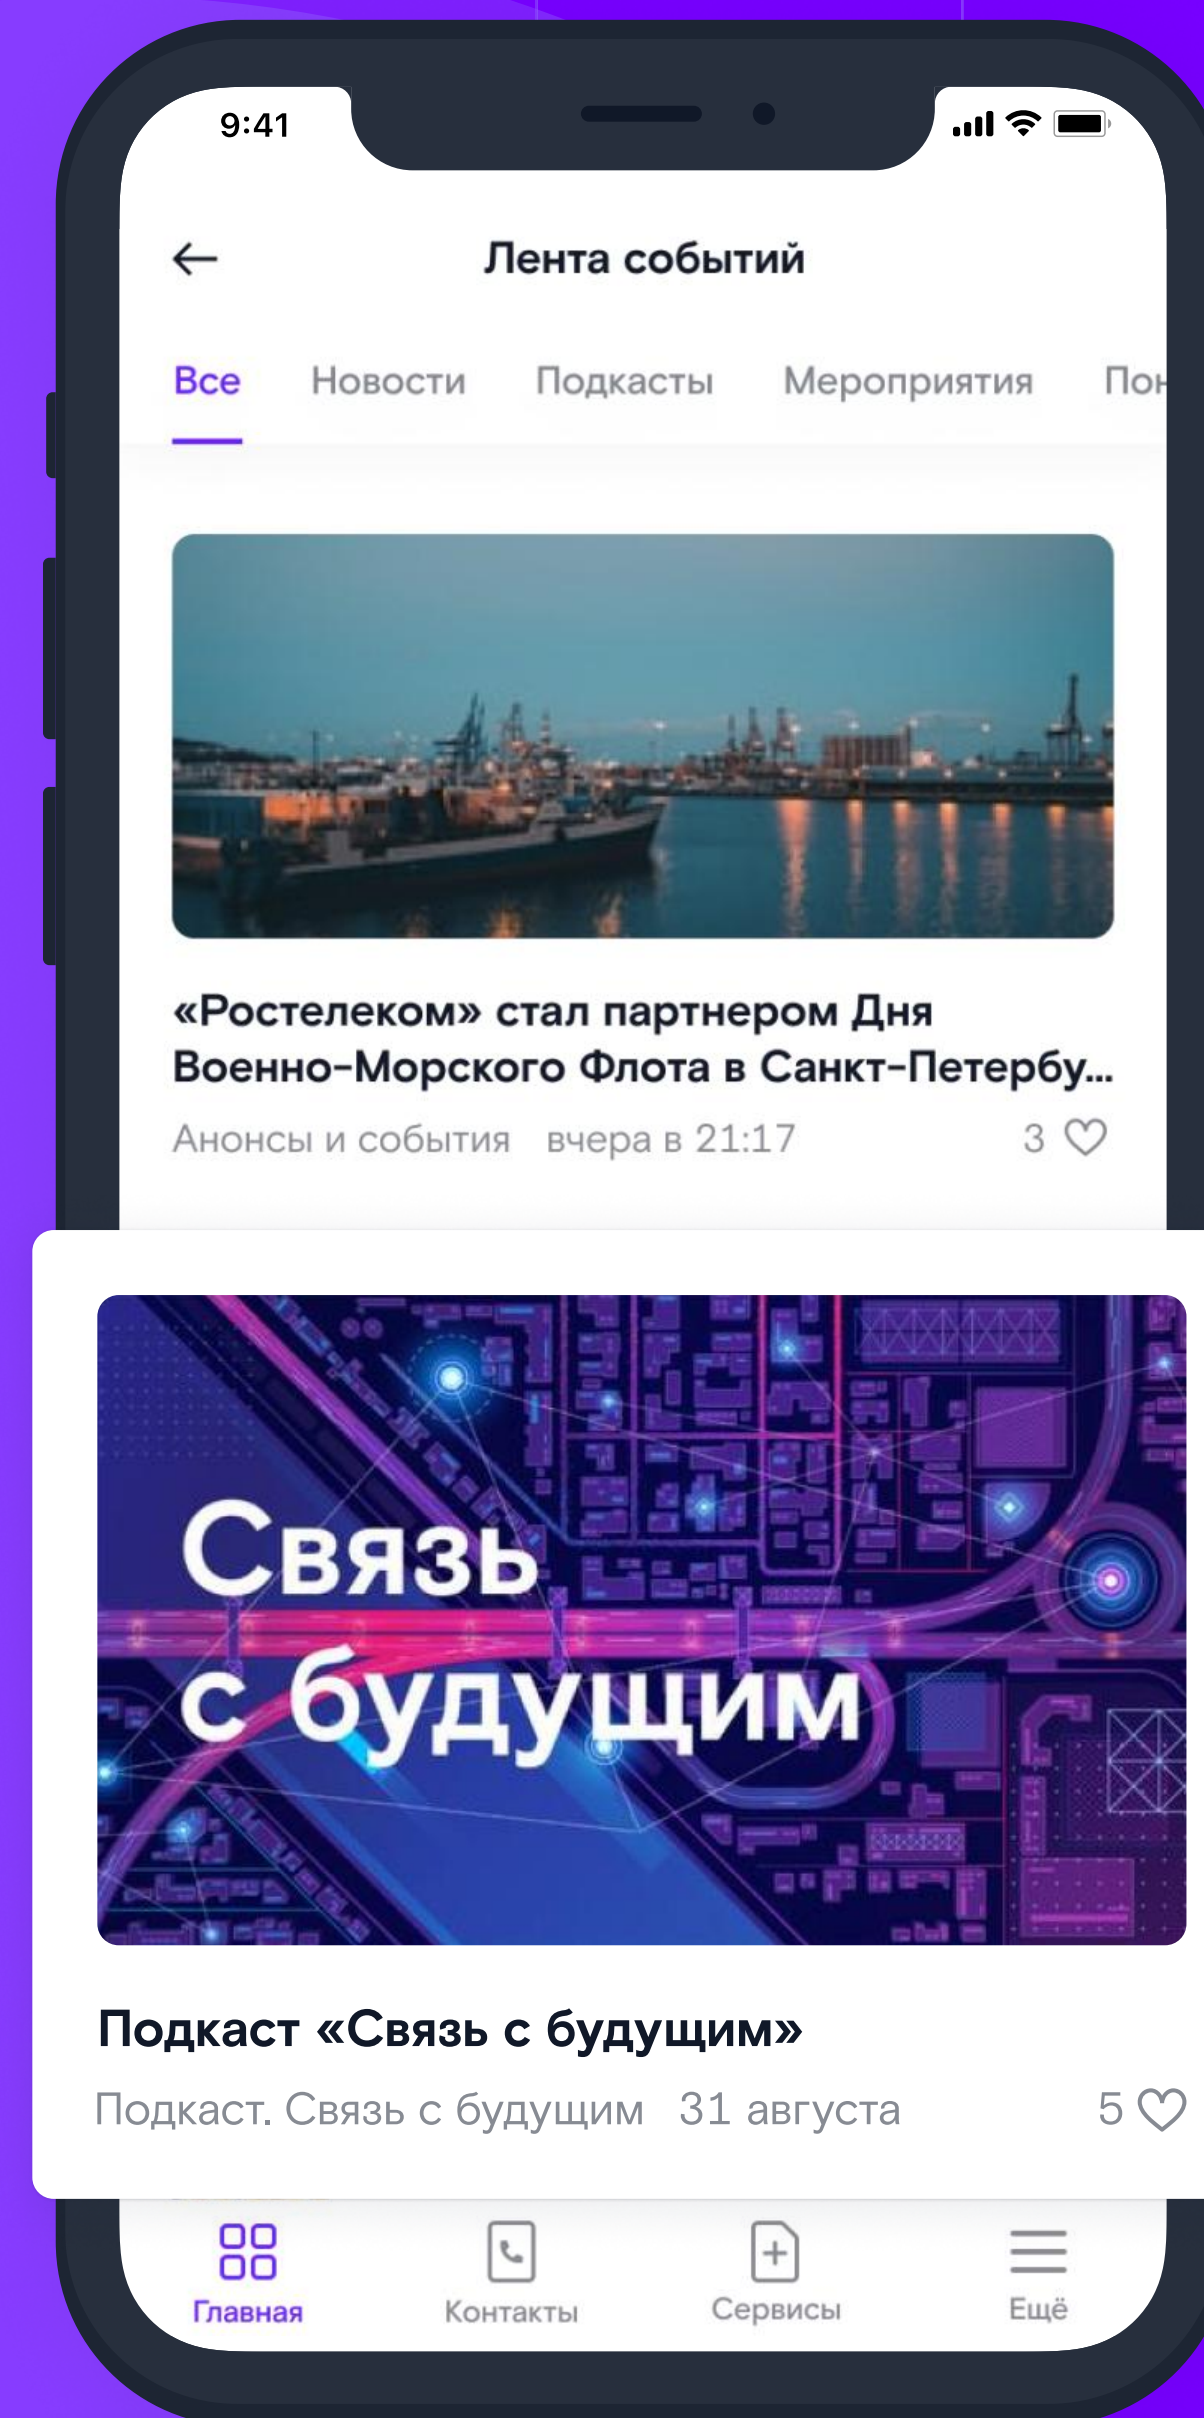 9:41
Лента событий
Все Новости Подкасты Мероприятия Пон
«Ростелеком» стал партнером Дня
Военно-Морского Флота в Санкт-Петербу...
Анонсы и события вчера в 21:17 3
Связь
с будущим
Подкаст «Связь с будущим»
Подкаст. Связь с будущим 31 августа 5
Главная Контакты Сервисы Ещё